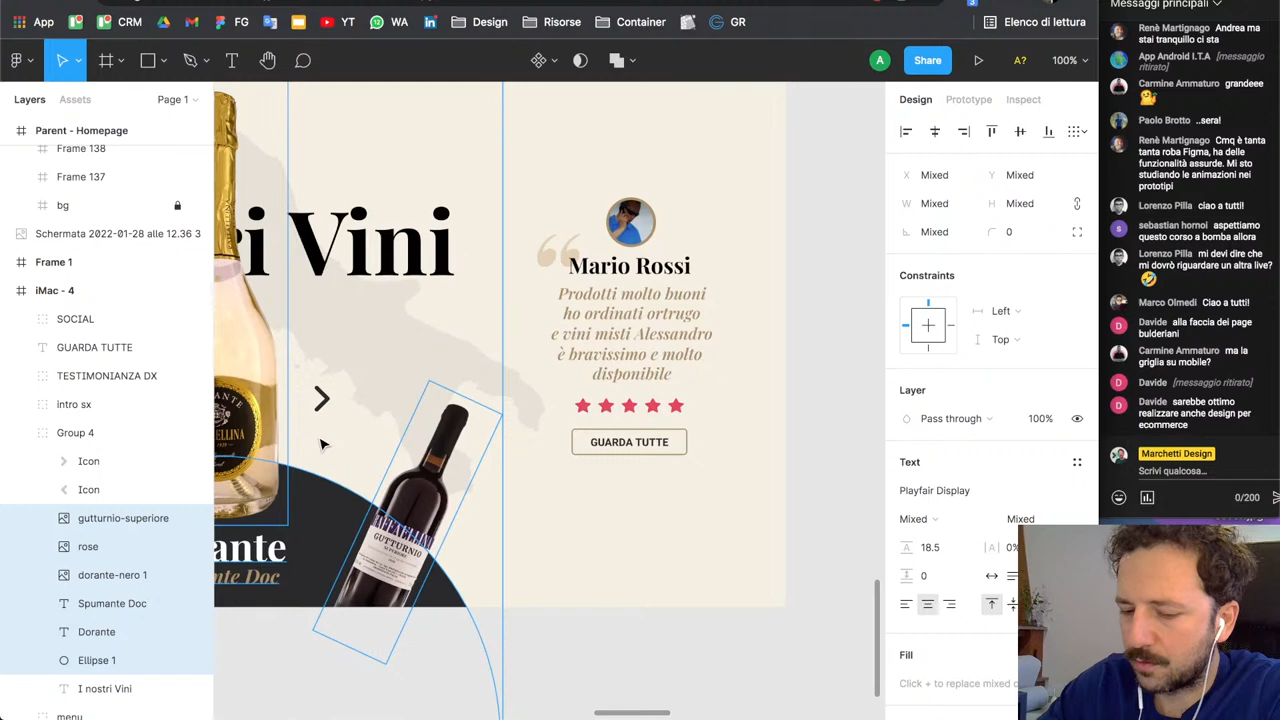 App
CRM
FG
YT
WA
Design
Risorse
Container
GR
Elenco di lettura
A
Share
A?
100%
Layers
Assets
Page 1
Parent - Homepage
Frame 138
Frame 137
bg
Schermata 2022-01-28 alle 12.36 3
Frame 1
iMac - 4
SOCIAL
GUARDA TUTTE
TESTIMONIANZA DX
intro sx
Group 4
Icon
Icon
gutturnio-superiore
rose
dorante-nero 1
Spumante Doc
Dorante
Ellipse 1
I nostri Vini
menu
ri Vini
ante
nte Doc
GUTTURNIO
SUPERIORE
Mario Rossi
Prodotti molto buoni
ho ordinati ortrugo
e vini misti Alessandro
è bravissimo e molto
disponibile
GUARDA TUTTE
Design
Prototype
Inspect
X Mixed
Y Mixed
W Mixed
H Mixed
Mixed
0
Constraints
Left
Top
Layer
Pass through
100%
Text
Playfair Display
Mixed
Mixed
18.5
0%
0
Fill
Click + to replace mixed
Messaggi principali
Renè Martignago Andrea ma
stai tranquillo ci sta
App Android I.T.A [messaggio
ritirato]
Carmine Ammaturo grandeee
Paolo Brotto ..sera!
Renè Martignago Cmq è tanta
tanta roba Figma, ha delle
funzionalità assurde. Mi sto
studiando le animazioni nei
prototipi
Lorenzo Pilla ciao a tutti!
sebastian hornoi aspettiamo
questo corso a bomba allora
Lorenzo Pilla mi devi dire che
mi dovrò riguardare un altra live?
Marco Olmedi Ciao a tutti!
Davide alla faccia dei page
bulderiani
Carmine Ammaturo ma la
griglia su mobile?
Davide [messaggio ritirato]
Davide sarebbe ottimo
realizzare anche design per
ecommerce
Marchetti Design
Scrivi qualcosa...
0/200